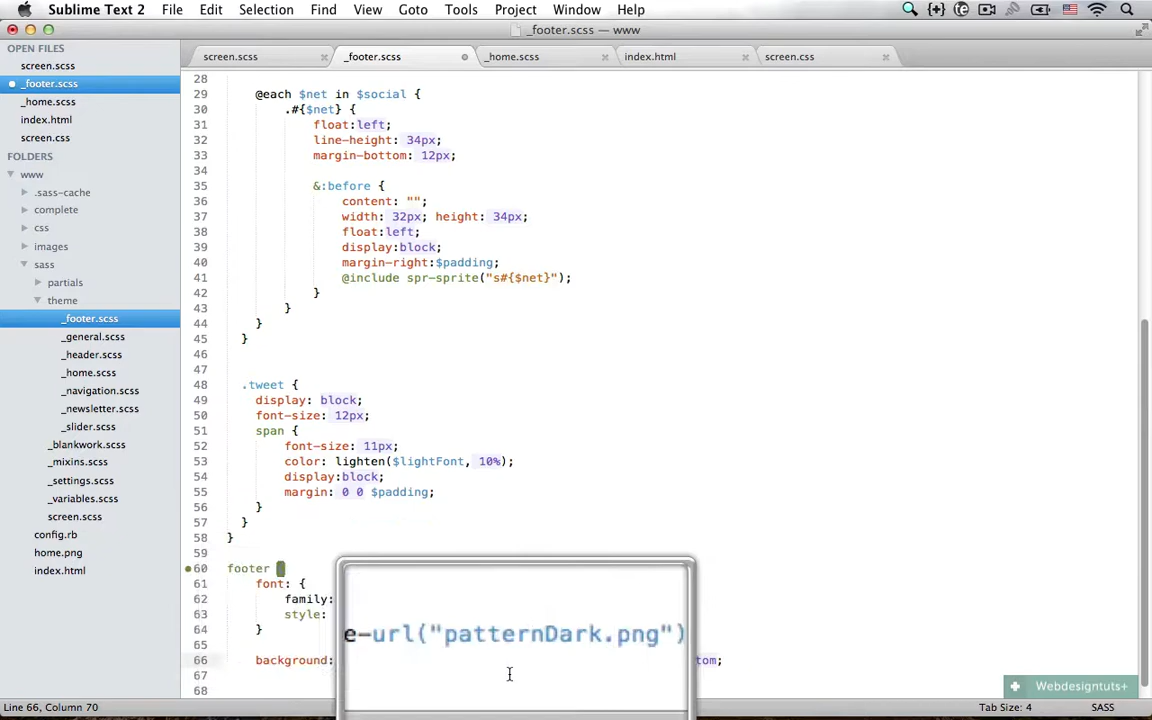 Sublime Text 2 File Edit Selection Find View Goto Tools Project Window Help
_footer.scss — www
OPEN FILES
screen.scss
_footer.scss
_home.scss
index.html
screen.css
FOLDERS
www
.sass-cache
complete
css
images
sass
partials
theme
_footer.scss
_general.scss
_header.scss
_home.scss
_navigation.scss
_newsletter.scss
_slider.scss
_blankwork.scss
_mixins.scss
_settings.scss
_variables.scss
screen.scss
config.rb
home.png
index.html
screen.scss _footer.scss _home.scss index.html screen.css
28
29 @each $net in $social {
30 .#{$net} {
31 float:left;
32 line-height: 34px;
33 margin-bottom: 12px;
34
35 &:before {
36 content: "";
37 width: 32px; height: 34px;
38 float:left;
39 display:block;
40 margin-right:$padding;
41 @include spr-sprite("s#{$net}");
42 }
43 }
44 }
45 }
46
47
48 .tweet {
49 display: block;
50 font-size: 12px;
51 span {
52 font-size: 11px;
53 color: lighten($lightFont, 10%);
54 display:block;
55 margin: 0 0 $padding;
56 }
57 }
58 }
59
60 footer {
61 font: {
62 family:
63 style:
64 }
65
66 background: tom;
67
68
e-url("patternDark.png")
Webdesigntuts+
Line 66, Column 70 Tab Size: 4 SASS